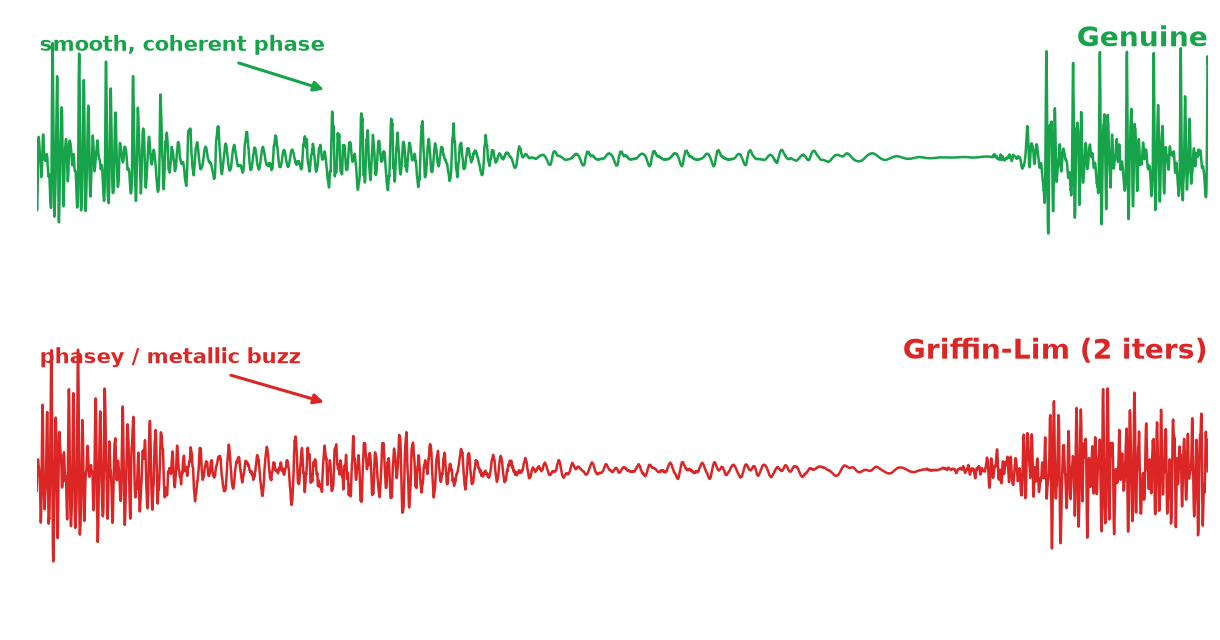 smooth, coherent phase
Genuine
phasey / metallic buzz
Griffin-Lim (2 iters)